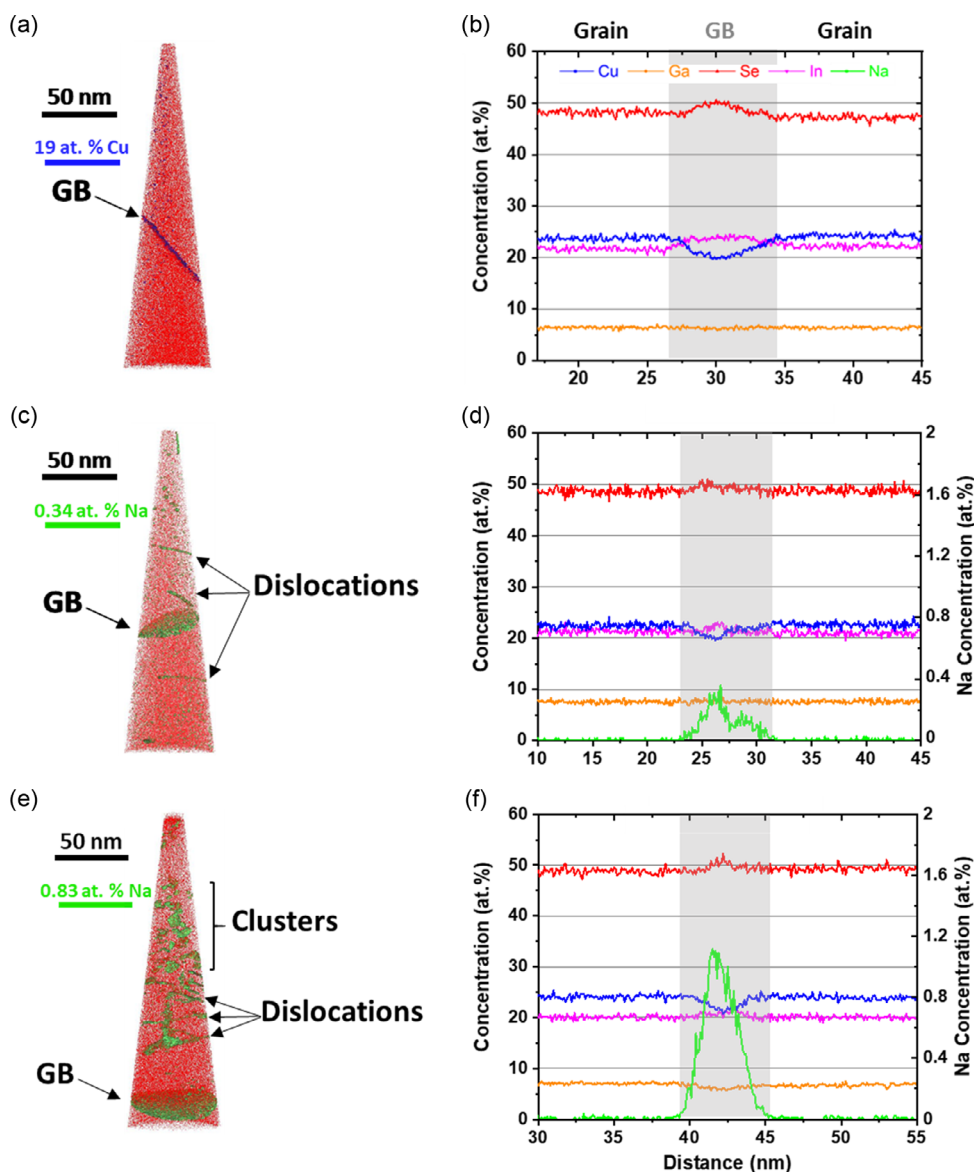 (a)
50 nm
19 at. % Cu
GB
(b)
Grain GB Grain
Cu Ga Se In Na
Concentration (at.%)
60
50
40
30
20
10
0
20 25 30 35 40 45
(c)
50 nm
0.34 at. % Na
GB
Dislocations
(d)
Concentration (at.%)
60
50
40
30
20
10
0
10 15 20 25 30 35 40 45
2
1.6
1.2
0.8
0.4
0
Na Concentration (at.%)
(e)
50 nm
0.83 at. % Na
Clusters
Dislocations
GB
(f)
Concentration (at.%)
60
50
40
30
20
10
0
30 35 40 45 50 55
Distance (nm)
2
1.6
1.2
0.8
0.4
0
Na Concentration (at.%)